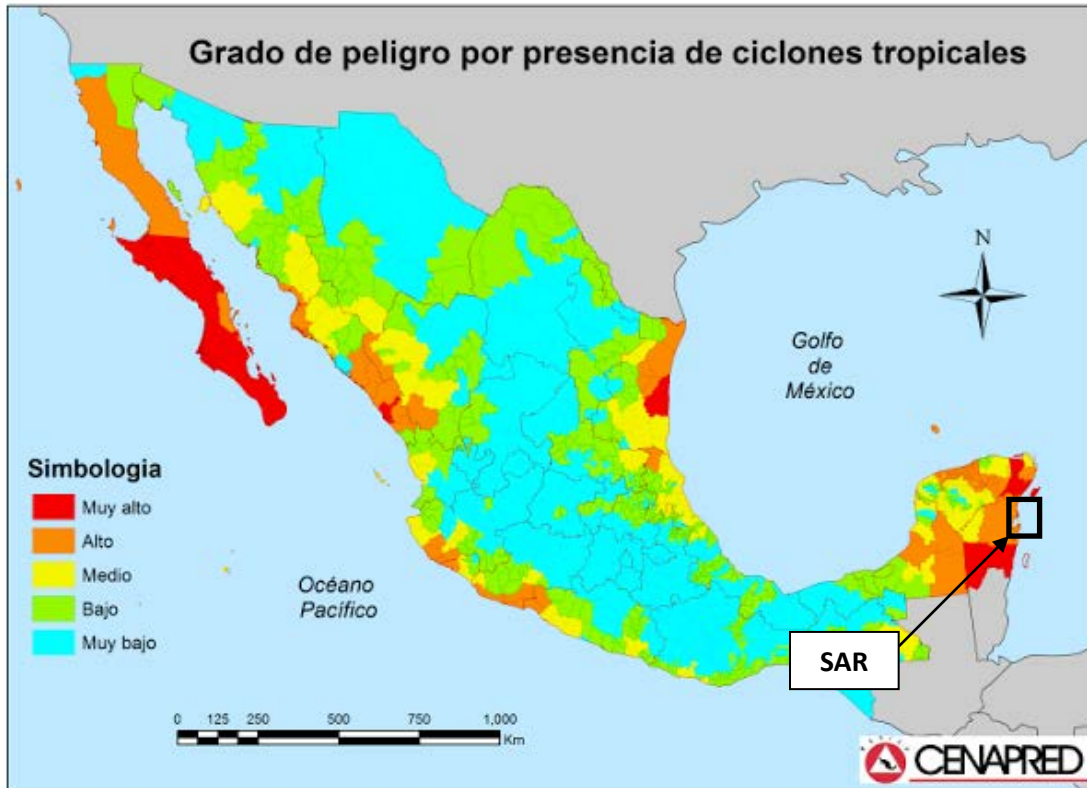 Grado de peligro por presencia de ciclones tropicales
N
Golfo
de
México
Simbologia
Muy alto
Alto
Medio
Bajo
Muy bajo
Océano
Pacífico
SAR
0 125 250 500 750 1,000
Km
CENAPRED